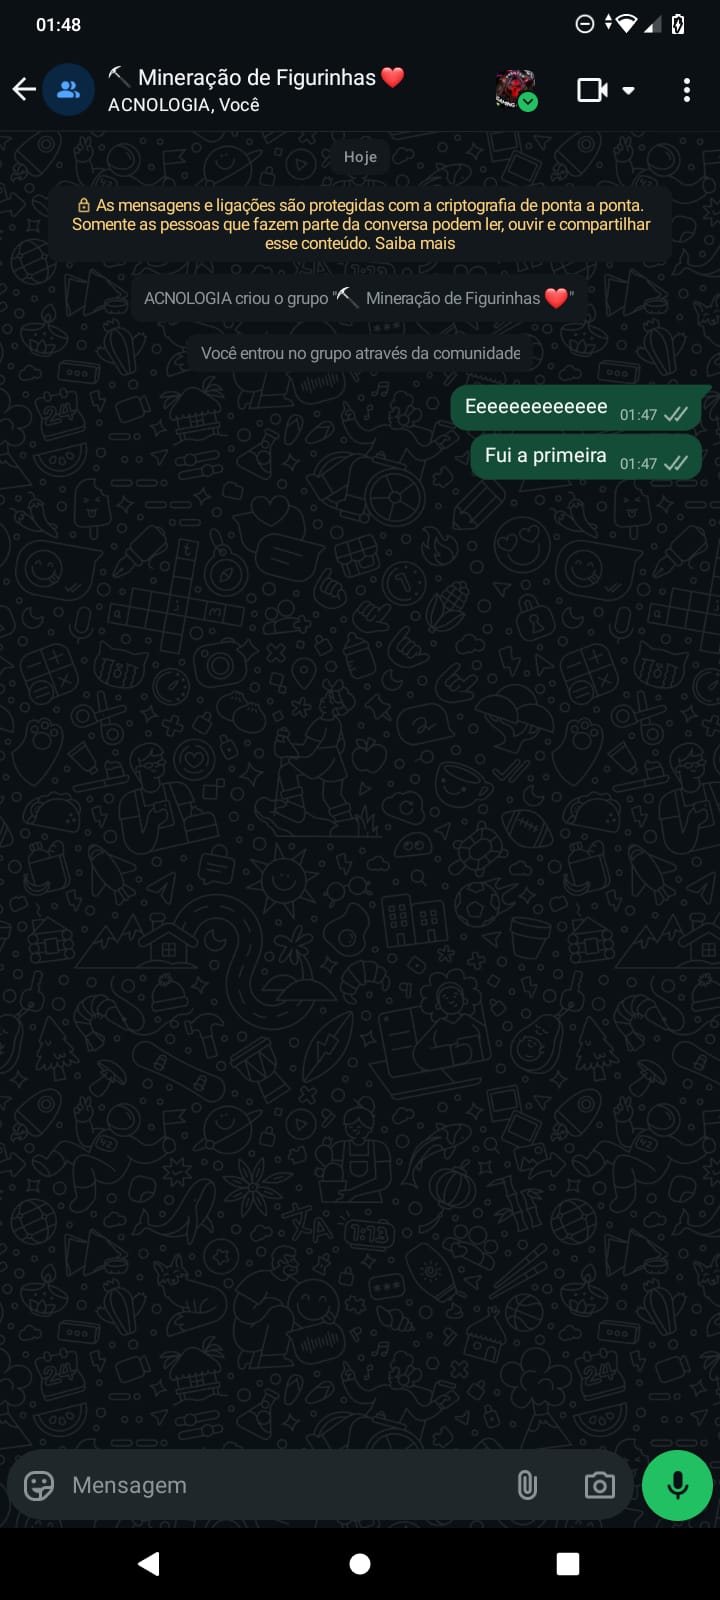 01:48
Mineração de Figurinhas
ACNOLOGIA, Você
Hoje
As mensagens e ligações são protegidas com a criptografia de ponta a ponta.
Somente as pessoas que fazem parte da conversa podem ler, ouvir e compartilhar
esse conteúdo. Saiba mais
ACNOLOGIA criou o grupo "⛏️ Mineração de Figurinhas ❤️"
Você entrou no grupo através da comunidade
Eeeeeeeeeeeee 01:47
Fui a primeira 01:47
Mensagem